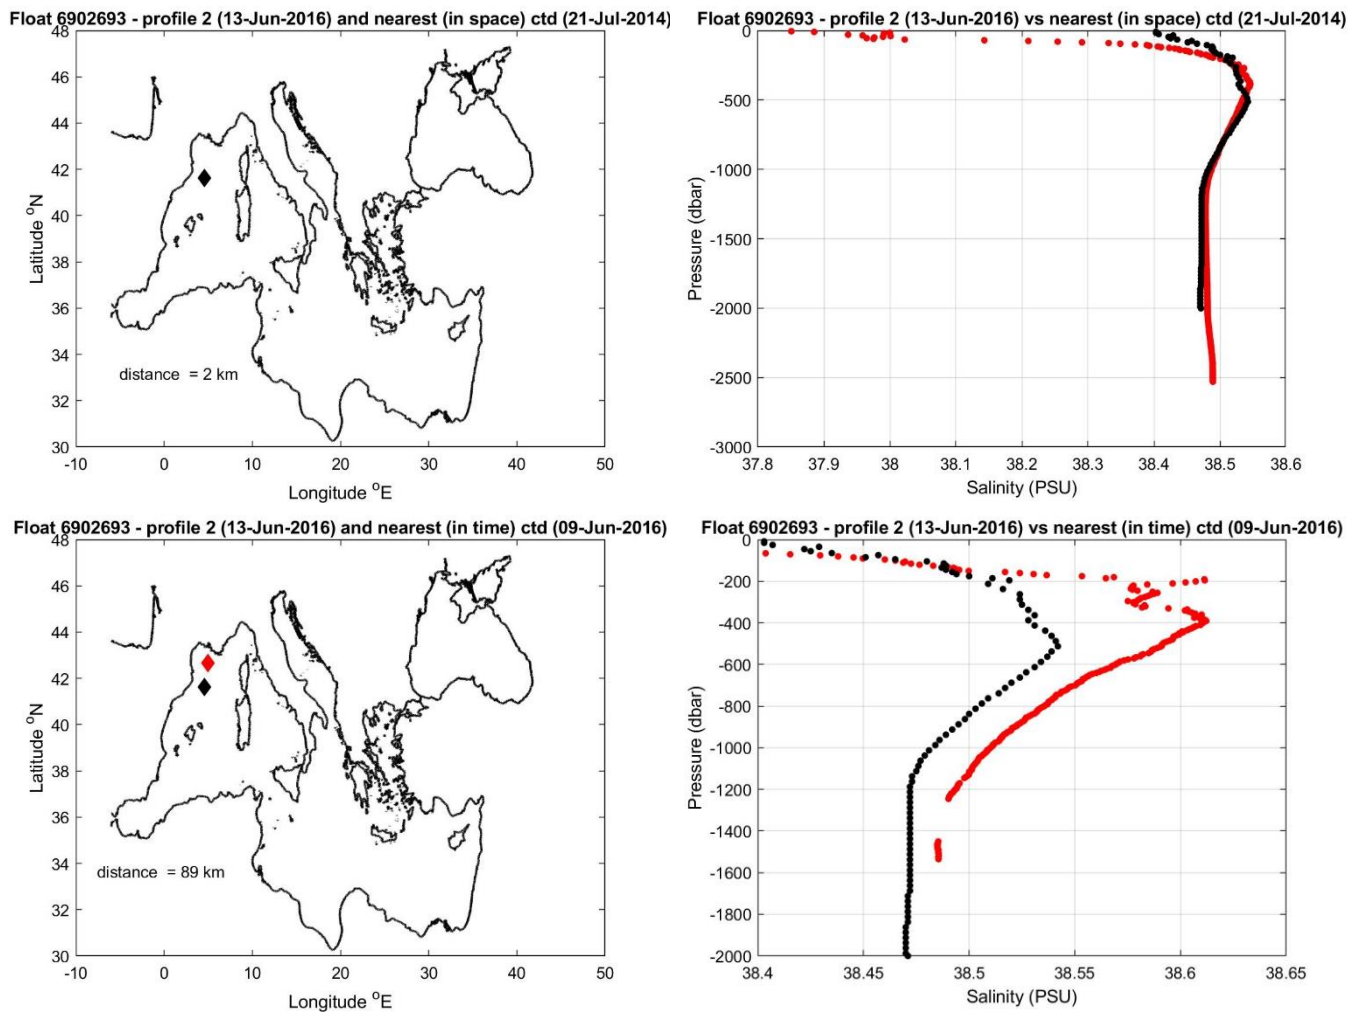 Float 6902693 - profile 2 (13-Jun-2016) and nearest (in space) ctd (21-Jul-2014)
48
46
44
42
40
38
36
34
32
30
Latitude °N
distance = 2 km
-10 0 10 20 30 40 50
Longitude °E
Float 6902693 - profile 2 (13-Jun-2016) vs nearest (in space) ctd (21-Jul-2014)
0
-500
-1000
-1500
-2000
-2500
-3000
Pressure (dbar)
37.8 37.9 38 38.1 38.2 38.3 38.4 38.5 38.6
Salinity (PSU)
Float 6902693 - profile 2 (13-Jun-2016) and nearest (in time) ctd (09-Jun-2016)
48
46
44
42
40
38
36
34
32
30
Latitude °N
distance = 89 km
-10 0 10 20 30 40 50
Longitude °E
Float 6902693 - profile 2 (13-Jun-2016) vs nearest (in time) ctd (09-Jun-2016)
0
-200
-400
-600
-800
-1000
-1200
-1400
-1600
-1800
-2000
Pressure (dbar)
38.4 38.45 38.5 38.55 38.6 38.65
Salinity (PSU)